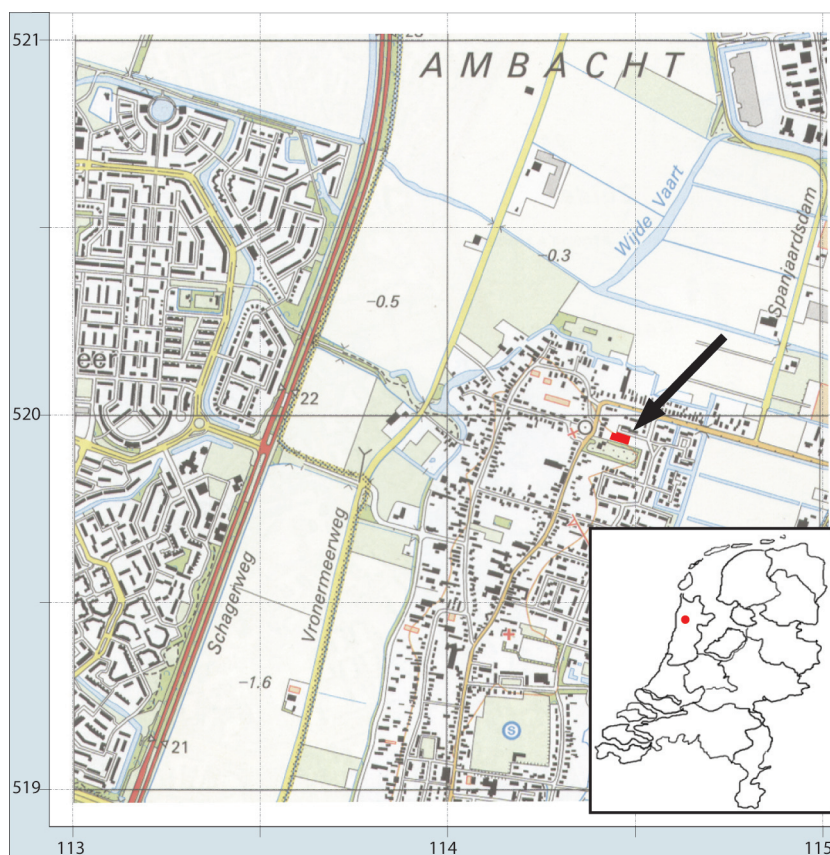 521
23
AMBACHT
Wijde Vaart
Spanjaardsdam
–0.3
–0.5
eer
22
520
Vronermeerweg
Schagerweg
–1.6
S
21
519
113
114
115